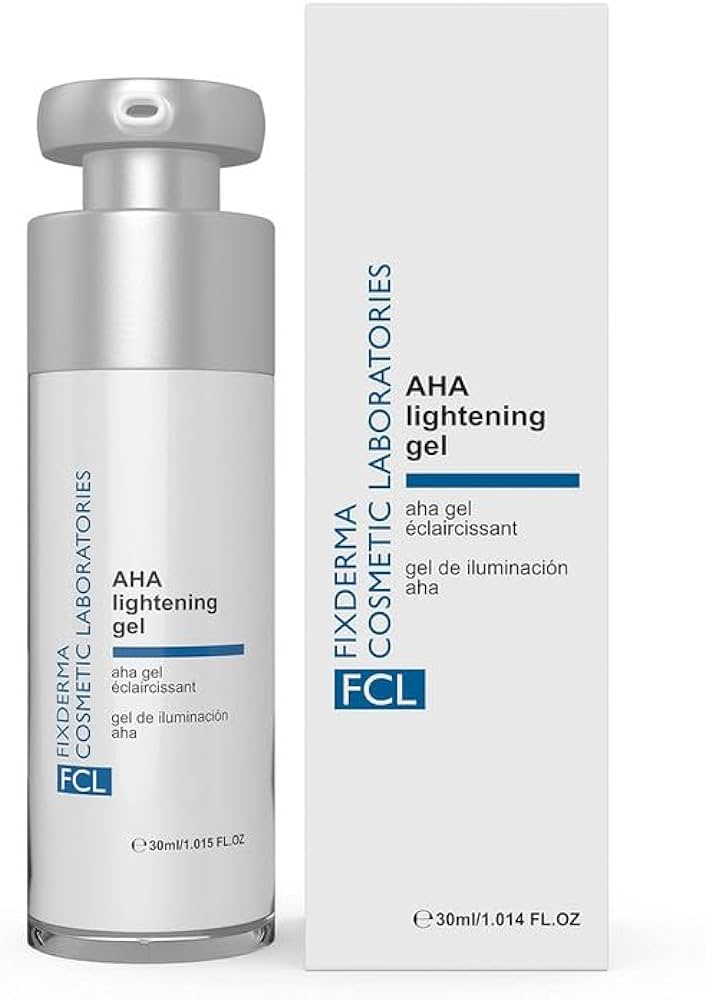 FIXDERMA
COSMETIC LABORATORIES
FCL
AHA
lightening
gel
aha gel
éclaircissant
gel de iluminación
aha
℮30ml/1.015 FL.OZ
FIXDERMA
COSMETIC LABORATORIES
FCL
AHA
lightening
gel
aha gel
éclaircissant
gel de iluminación
aha
℮30ml/1.014 FL.OZ